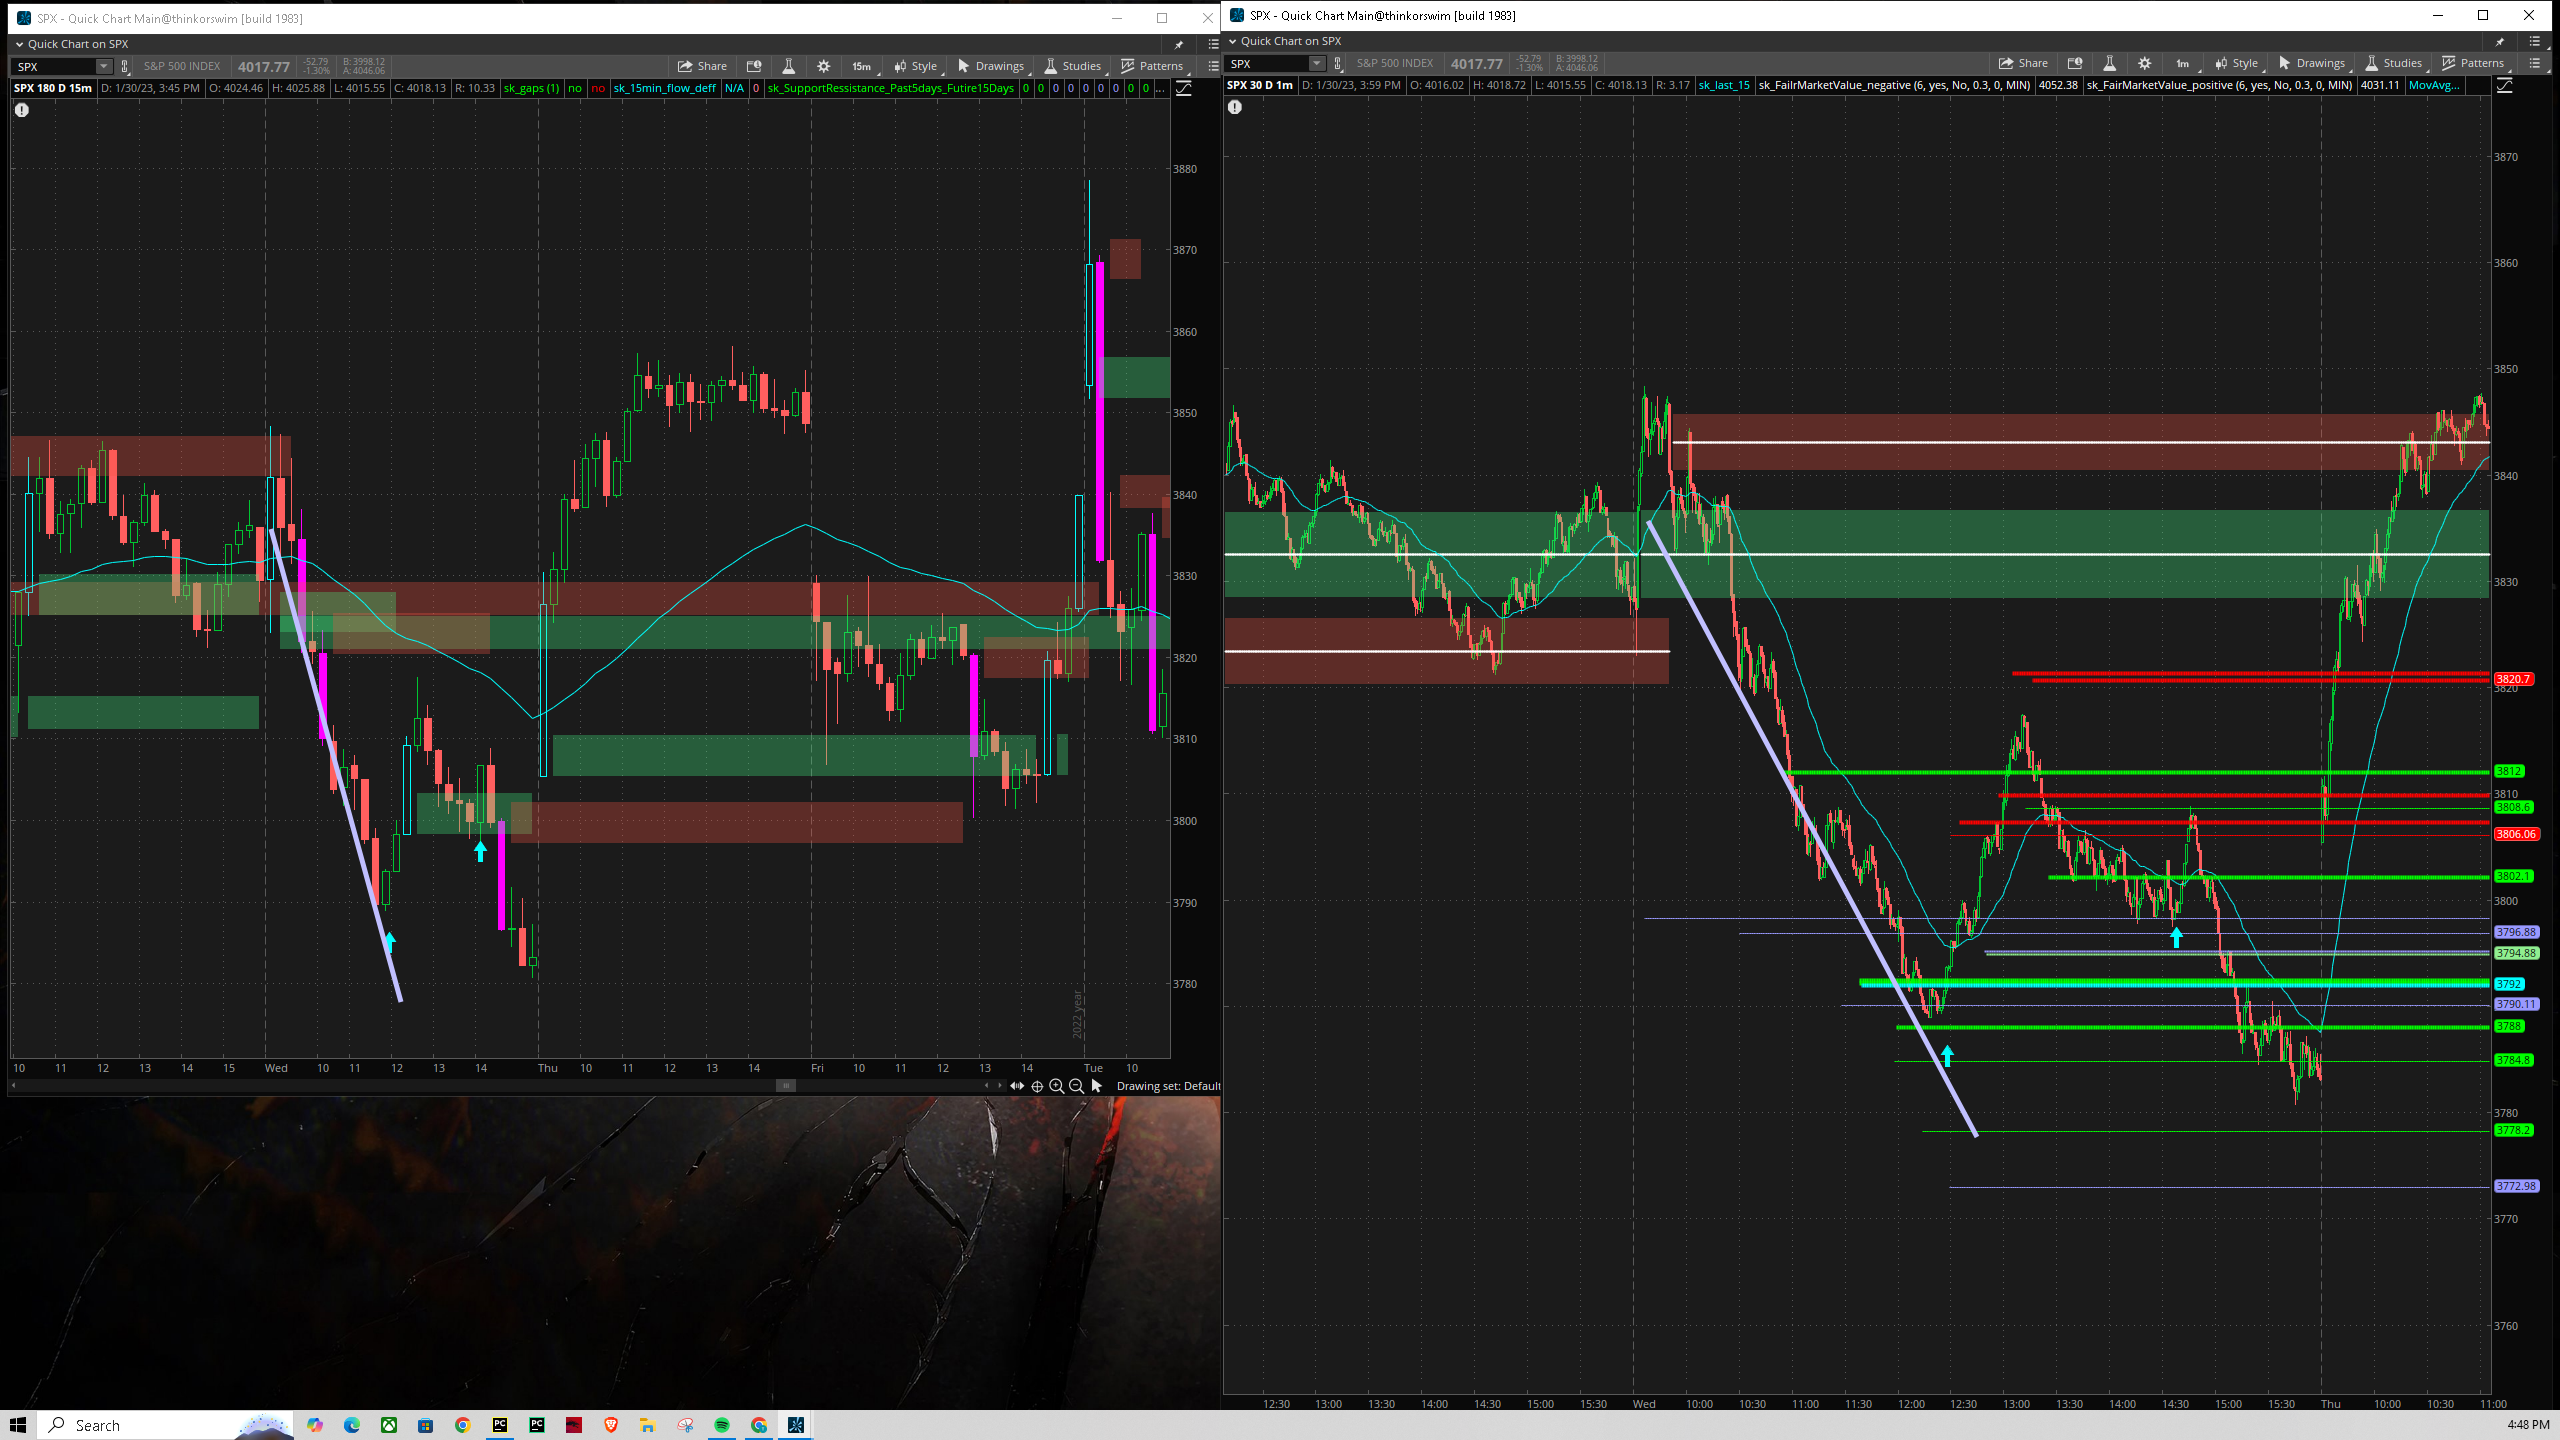 SPX - Quick Chart Main@thinkorswim [build 1983]
Quick Chart on SPX
SPX S&P 500 INDEX 4017.77 -52.79 -1.30% B: 3998.12 A: 4046.06 Share 15m Style Drawings Studies Patterns
SPX 180 D 15m D: 1/30/23, 3:45 PM O: 4024.46 H: 4025.88 L: 4015.55 C: 4018.13 R: 10.33 sk_gaps (1) no no sk_15min_flow_deff N/A 0 sk_SupportRessistance_Past5days_Futire15Days 0 0 0 0 0 0 0 0 0 ...
3880
3870
3860
3850
3840
3830
3820
3810
3800
3790
3780
2022 year
10 11 12 13 14 15 Wed 10 11 12 13 14 Thu 10 11 12 13 14 Fri 10 11 12 13 14 Tue 10
Drawing set: Default
SPX - Quick Chart Main@thinkorswim [build 1983]
Quick Chart on SPX
SPX S&P 500 INDEX 4017.77 -52.79 -1.30% B: 3998.12 A: 4046.06 Share 1m Style Drawings Studies Patterns
SPX 30 D 1m D: 1/30/23, 3:59 PM O: 4016.02 H: 4018.72 L: 4015.55 C: 4018.13 R: 3.17 sk_last_15 sk_FailrMarketValue_negative (6, yes, No, 0.3, 0, MIN) 4052.38 sk_FairMarketValue_positive (6, yes, No, 0.3, 0, MIN) 4031.11 MovAvg...
3870
3860
3850
3840
3830
3820.7
3820
3812
3810
3808.6
3806.06
3802.1
3800
3796.88
3794.88
3792
3790.11
3788
3784.8
3780
3778.2
3772.98
3770
3760
12:30 13:00 13:30 14:00 14:30 15:00 15:30 Wed 10:00 10:30 11:00 11:30 12:00 12:30 13:00 13:30 14:00 14:30 15:00 15:30 Thu 10:00 10:30 11:00
Search
PC
PC
4:48 PM